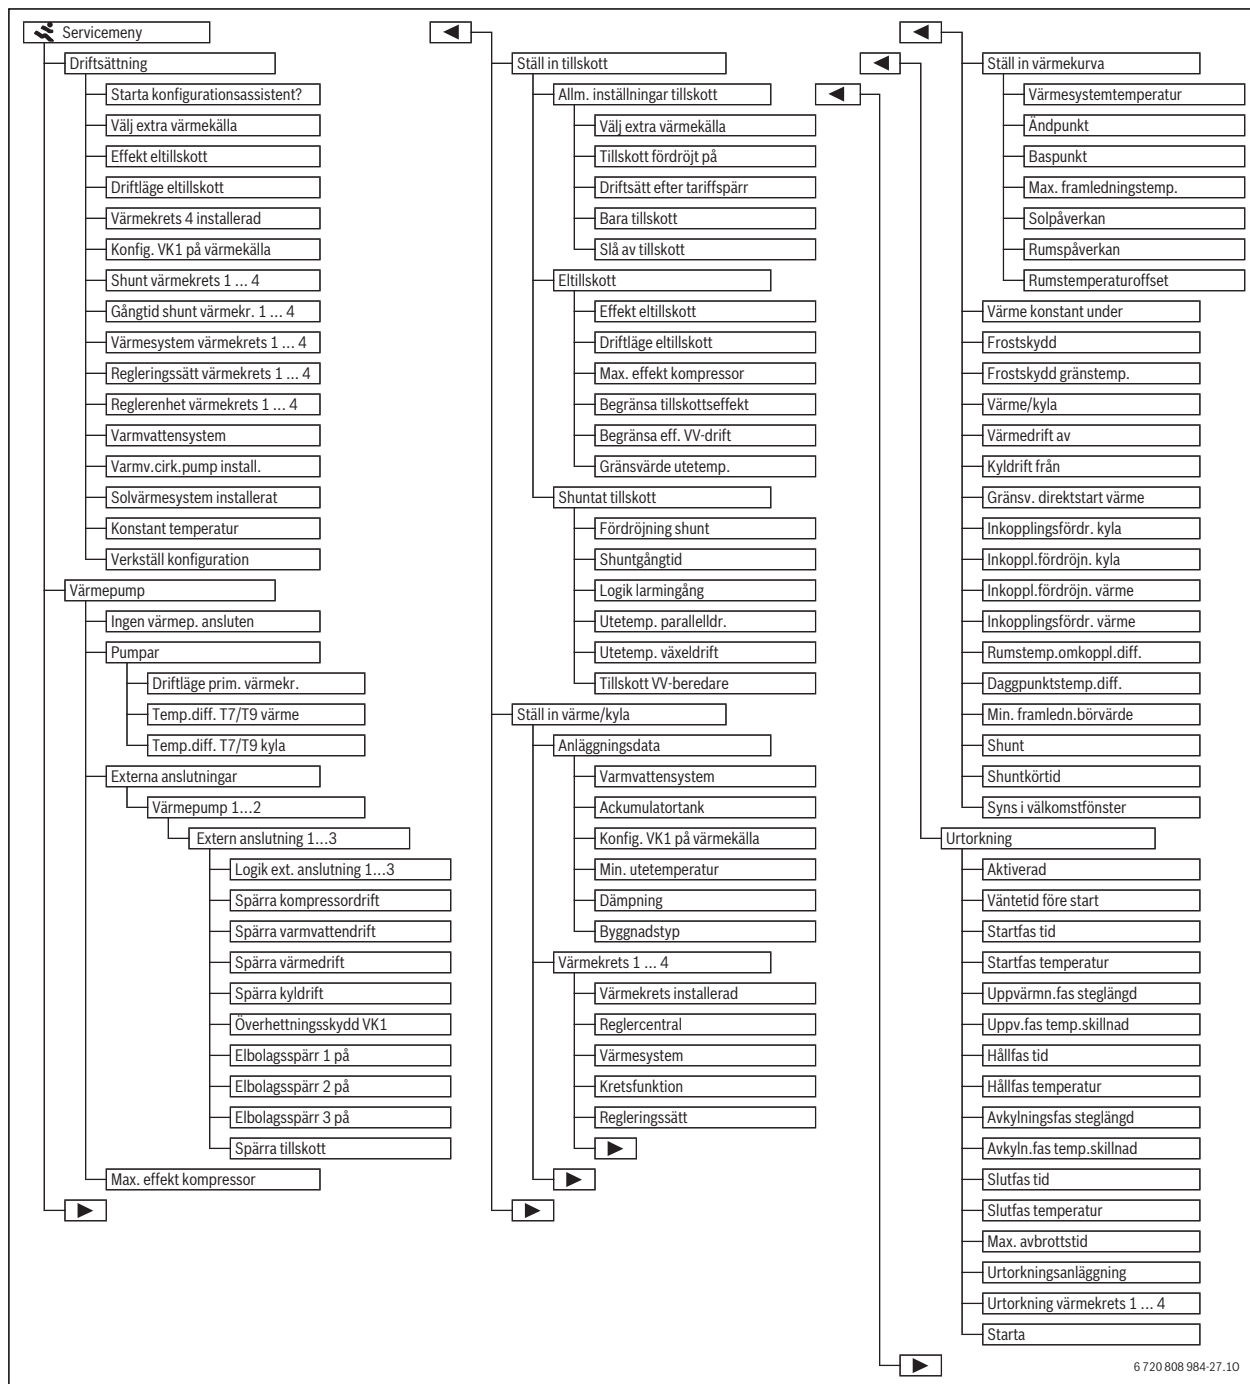 Servicemeny
Driftsättning
Starta konfigurationsassistent?
Välj extra värmekälla
Effekt eltillskott
Driftläge eltillskott
Värmekrets 4 installerad
Konfig. VK1 på värmekälla
Shunt värmekrets 1 ... 4
Gångtid shunt värmekr. 1 ... 4
Värmesystem värmekrets 1 ... 4
Regleringssätt värmekrets 1 ... 4
Reglerenhet värmekrets 1 ... 4
Varmvattensystem
Varmv.cirk.pump install.
Solvärmesystem installerat
Konstant temperatur
Verkställ konfiguration
Värmepump
Ingen värmep. ansluten
Pumpar
Driftläge prim. värmekr.
Temp.diff. T7/T9 värme
Temp.diff. T7/T9 kyla
Externa anslutningar
Värmepump 1...2
Extern anslutning 1...3
Logik ext. anslutning 1...3
Spärra kompressordrift
Spärra varmvattendrift
Spärra värmedrift
Spärra kyldrift
Överhettningsskydd VK1
Elbolagsspärr 1 på
Elbolagsspärr 2 på
Elbolagsspärr 3 på
Spärra tillskott
Max. effekt kompressor
Ställ in tillskott
Allm. inställningar tillskott
Välj extra värmekälla
Tillskott fördröjt på
Driftsätt efter tariffspärr
Bara tillskott
Slå av tillskott
Eltillskott
Effekt eltillskott
Driftläge eltillskott
Max. effekt kompressor
Begränsa tillskottseffekt
Begränsa eff. VV-drift
Gränsvärde utetemp.
Shuntat tillskott
Fördröjning shunt
Shuntgångtid
Logik larmingång
Utetemp. parallelldr.
Utetemp. växeldrift
Tillskott VV-beredare
Ställ in värme/kyla
Anläggningsdata
Varmvattensystem
Ackumulatortank
Konfig. VK1 på värmekälla
Min. utetemperatur
Dämpning
Byggnadstyp
Värmekrets 1 ... 4
Värmekrets installerad
Reglercentral
Värmesystem
Kretsfunktion
Regleringssätt
Ställ in värmekurva
Värmesystemtemperatur
Ändpunkt
Baspunkt
Max. framledningstemp.
Solpåverkan
Rumspåverkan
Rumstemperaturoffset
Värme konstant under
Frostskydd
Frostskydd gränstemp.
Värme/kyla
Värmedrift av
Kyldrift från
Gränsv. direktstart värme
Inkopplingsfördr. kyla
Inkoppl.fördröjn. kyla
Inkoppl.fördröjn. värme
Inkopplingsfördr. värme
Rumstemp.omkoppl.diff.
Daggpunktstemp.diff.
Min. framledn.börvärde
Shunt
Shuntkörtid
Syns i välkomstfönster
Urtorkning
Aktiverad
Väntetid före start
Startfas tid
Startfas temperatur
Uppvärmn.fas steglängd
Uppv.fas temp.skillnad
Hållfas tid
Hållfas temperatur
Avkylningsfas steglängd
Avkyln.fas temp.skillnad
Slutfas tid
Slutfas temperatur
Max. avbrottstid
Urtorkningsanläggning
Urtorkning värmekrets 1 ... 4
Starta
6 720 808 984-27.1O